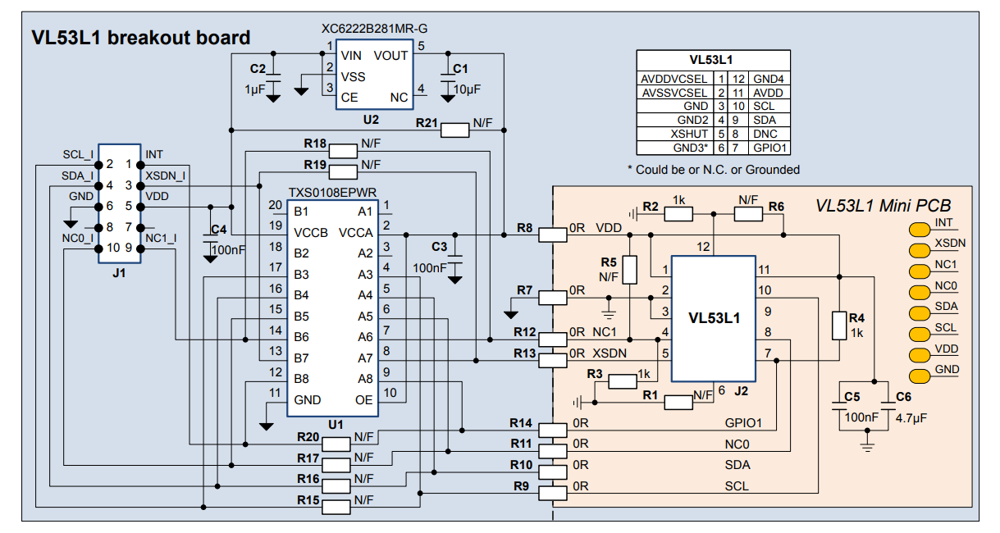 VL53L1 breakout board
XC6222B281MR-G
1 VIN VOUT 5
2 VSS
3 CE NC 4
U2
C2
1µF
C1
10µF
VL53L1
AVDDVCSEL 1 12 GND4
AVSSVCSEL 2 11 AVDD
GND 3 10 SCL
GND2 4 9 SDA
XSHUT 5 8 DNC
GND3* 6 7 GPIO1
* Could be or N.C. or Grounded
R21 N/F
R18 N/F
R19 N/F
SCL_I 2 1 INT
SDA_I 4 3 XSDN_I
GND 6 5 VDD
8 7
NC0_I 10 9 NC1_I
J1
C4
100nF
TXS0108EPWR
20 B1 A1 1
19 VCCB VCCA 2
18 B2 A2 3
17 B3 A3 4
16 B4 A4 5
15 B5 A5 6
14 B6 A6 7
13 B7 A7 8
12 B8 A8 9
11 GND OE 10
U1
C3
100nF
R20 N/F
R17 N/F
R16 N/F
R15 N/F
VL53L1 Mini PCB
R2 1k
N/F R6
R8 0R VDD
R5
N/F
R7 0R
R12 0R NC1
R13 0R XSDN
12
1 11
2 10
3 9
4 8
5 7
6
VL53L1
J2
R4
1k
R3 1k
R1 N/F
C5
100nF
C6
4.7µF
R14 0R GPIO1
R11 0R NC0
R10 0R SDA
R9 0R SCL
INT
XSDN
NC1
NC0
SDA
SCL
VDD
GND